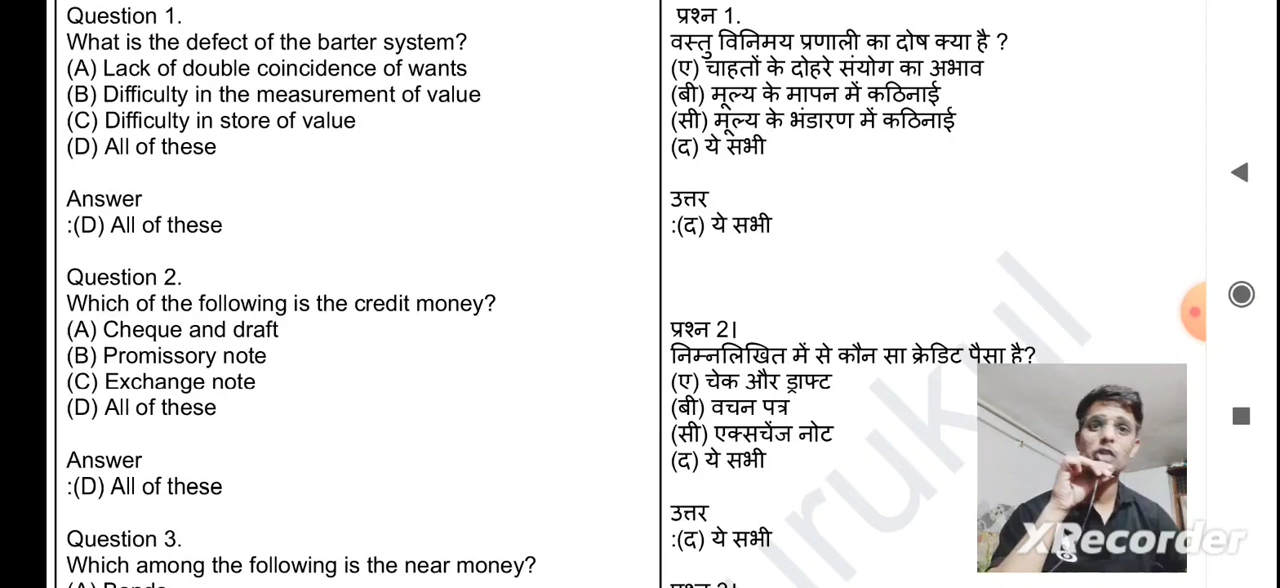 Question 1.
What is the defect of the barter system?
(A) Lack of double coincidence of wants
(B) Difficulty in the measurement of value
(C) Difficulty in store of value
(D) All of these
Answer
:(D) All of these
Question 2.
Which of the following is the credit money?
(A) Cheque and draft
(B) Promissory note
(C) Exchange note
(D) All of these
Answer
:(D) All of these
Question 3.
Which among the following is the near money?
(A) Bonds
प्रश्न 1.
वस्तु विनिमय प्रणाली का दोष क्या है ?
(ए) चाहतों के दोहरे संयोग का अभाव
(बी) मूल्य के मापन में कठिनाई
(सी) मूल्य के भंडारण में कठिनाई
(द) ये सभी
उत्तर
:(द) ये सभी
प्रश्न 2।
निम्नलिखित में से कौन सा क्रेडिट पैसा है?
(ए) चेक और ड्राफ्ट
(बी) वचन पत्र
(सी) एक्सचेंज नोट
(द) ये सभी
उत्तर
:(द) ये सभी
प्रश्न 3।
XRecorder